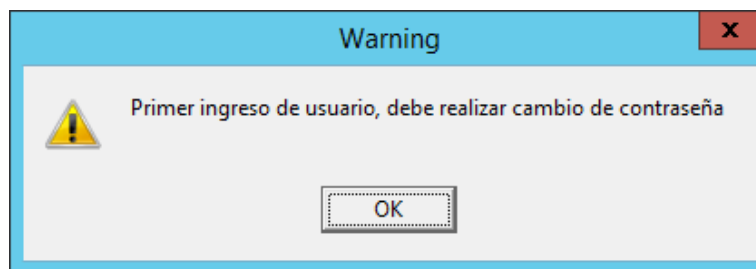 Warning
x
Primer ingreso de usuario, debe realizar cambio de contraseña
OK